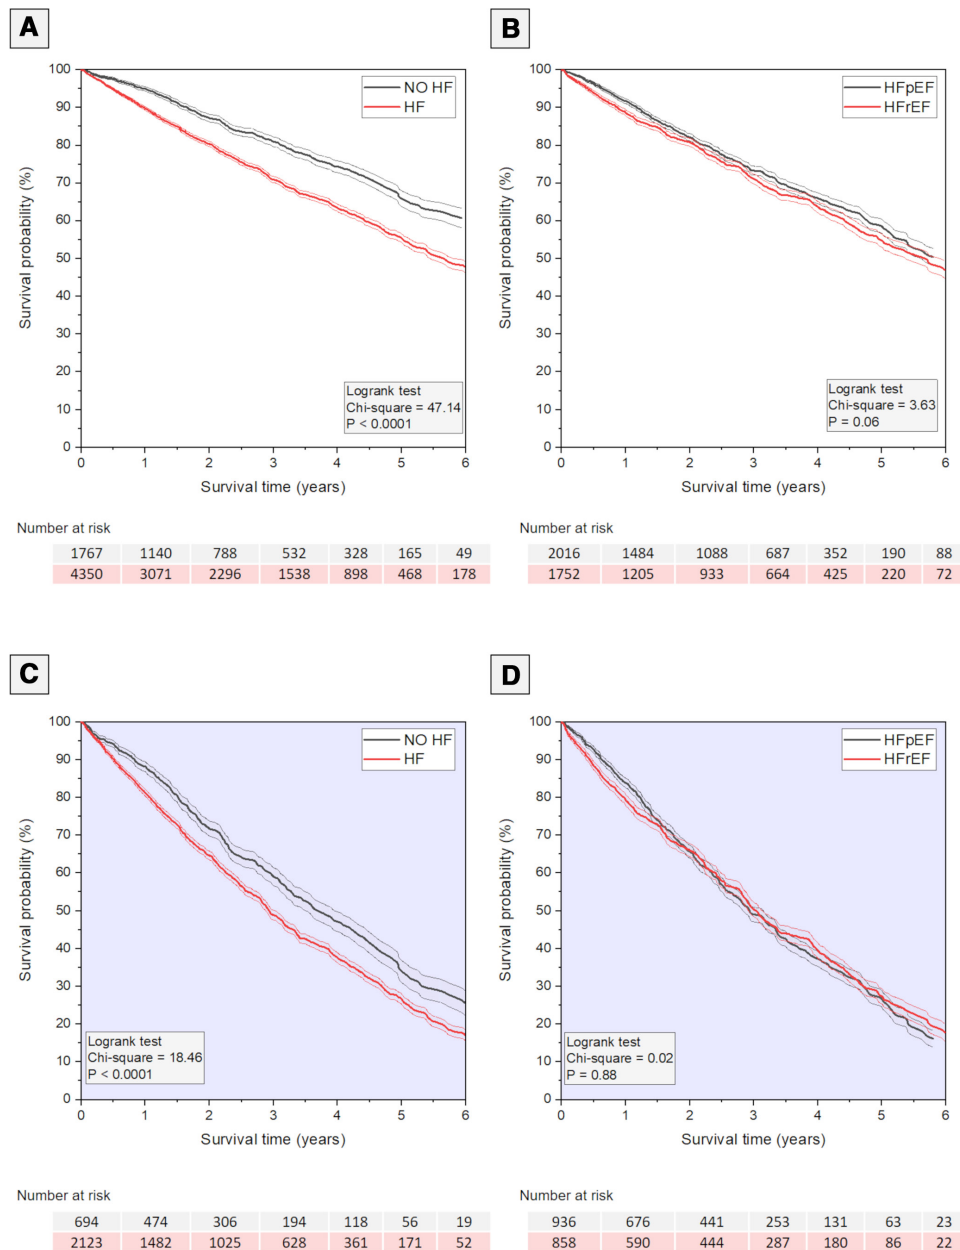 A
B
100
90
80
70
60
50
40
30
20
10
0
Survival probability (%)
NO HF
HF
Logrank test
Chi-square = 47.14
P < 0.0001
0 1 2 3 4 5 6
Survival time (years)
100
90
80
70
60
50
40
30
20
10
0
Survival probability (%)
HFpEF
HFrEF
Logrank test
Chi-square = 3.63
P = 0.06
0 1 2 3 4 5 6
Survival time (years)
Number at risk
1767 1140 788 532 328 165 49
4350 3071 2296 1538 898 468 178
Number at risk
2016 1484 1088 687 352 190 88
1752 1205 933 664 425 220 72
C
D
100
90
80
70
60
50
40
30
20
10
0
Survival probability (%)
NO HF
HF
Logrank test
Chi-square = 18.46
P < 0.0001
0 1 2 3 4 5 6
Survival time (years)
100
90
80
70
60
50
40
30
20
10
0
Survival probability (%)
HFpEF
HFrEF
Logrank test
Chi-square = 0.02
P = 0.88
0 1 2 3 4 5 6
Survival time (years)
Number at risk
694 474 306 194 118 56 19
2123 1482 1025 628 361 171 52
Number at risk
936 676 441 253 131 63 23
858 590 444 287 180 86 22